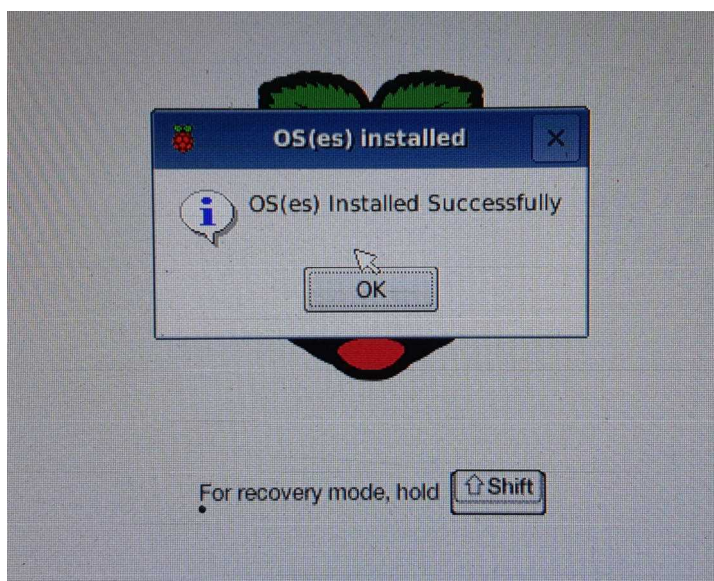 OS(es) installed
OS(es) Installed Successfully
OK
For recovery mode, hold Shift